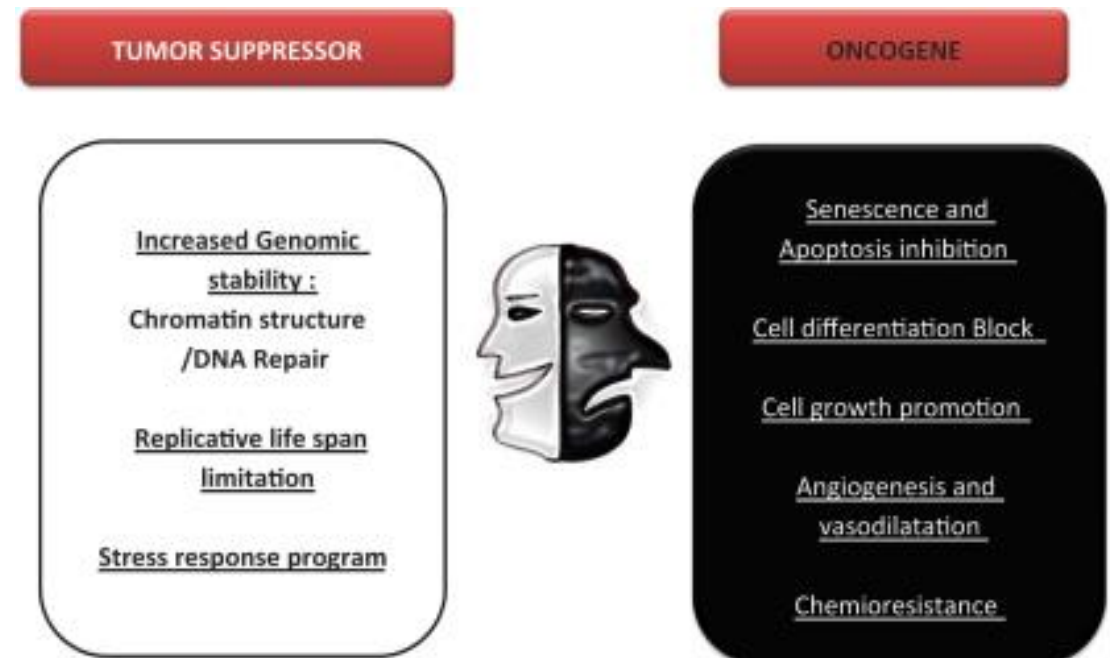 TUMOR SUPPRESSOR
Increased Genomic
stability :
Chromatin structure
/DNA Repair
Replicative life span
limitation
Stress response program
ONCOGENE
Senescence and
Apoptosis inhibition
Cell differentiation Block
Cell growth promotion
Angiogenesis and
vasodilatation
Chemioresistance